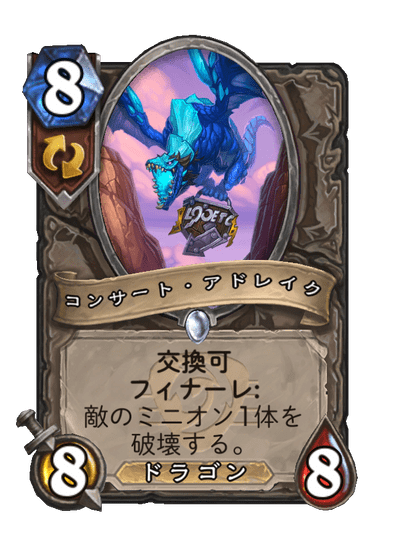 8
L9OETC
コンサート・アドレイク
交換可
フィナーレ:
敵のミニオン1体を
破壊する。
8
ドラゴン
8